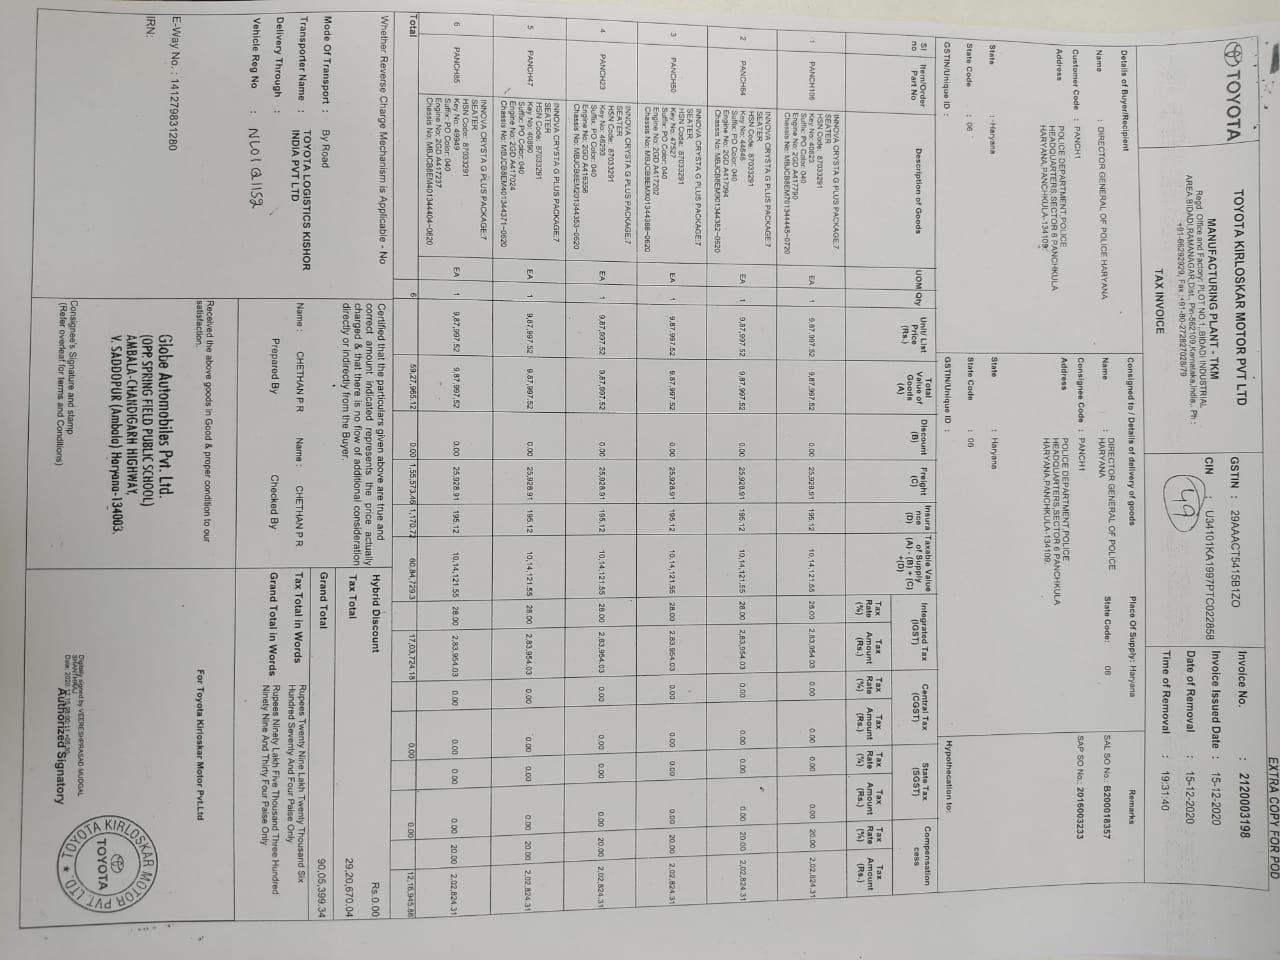 EXTRA COPY FOR POD
TOYOTA
TOYOTA KIRLOSKAR MOTOR PVT LTD
MANUFACTURING PLANT - TKM
Regd. Office and Factory: PLOT NO.1,,BIDADI INDUSTRIAL
AREA,BIDADI,RAMANAGAR,Dist., Pin-562109,Karnataka,India., Ph :
+91-66292929, Fax :+91-80-272827028/79
TAX INVOICE
GSTIN : 29AAACT5415B1ZO
CIN : U34101KA1997PTC022858
49
Invoice No. : 2120003198
Invoice Issued Date : 15-12-2020
Date of Removal : 15-12-2020
Time of Removal : 19:31:40
Details of Buyer/Recipient
Name : DIRECTOR GENERAL OF POLICE HARYANA
Customer Code : PANCH1
Address POLICE DEPARTMENT,POLICE
HEADQUARTERS,SECTOR 6 PANCHKULA
HARYANA,PANCHKULA-134109.
State : Haryana
State Code : 06
GSTIN/Unique ID :
Consigned to / Details of delivery of goods
Name : DIRECTOR GENERAL OF POLICE
HARYANA
Consignee Code : PANCH1
Address POLICE DEPARTMENT,POLICE
HEADQUARTERS,SECTOR 6 PANCHKULA
HARYANA,PANCHKULA-134109.
State : Haryana
State Code : 06
GSTIN/Unique ID :
Place Of Supply: Haryana
State Code: 06
Remarks
SAL SO No.: B200018357
SAP SO No.: 2016003233
Hypothecation to:
Sl no Item/Order Part No Description of Goods UOM Qty Unit/ List Price (Rs.) Total Value of Goods (A) Discount (B) Freight (C) Insurance (D) Taxable Value of Supply (A) - (B) + (C) +(D) Integrated Tax (IGST) Central Tax (CGST) State Tax (SGST) Compensation cess
Tax Rate (%) Tax Amount (Rs.) Tax Rate (%) Tax Amount (Rs.) Tax Rate (%) Tax Amount (Rs.) Tax Rate (%) Tax Amount (Rs.)
INNOVA CRYSTA G PLUS PACKAGE:7
SEATER
HSN Code: 87033291
Key No: 40623
Suffix: PO Color: 040
Engine No: 2GD A417790
Chassis No: MBJCB8EM701344445-0720
1 PANCH106 EA 1 9,87,997.52 9,87,997.52 0.00 25,928.91 195.12 10,14,121.55 28.00 2,83,954.03 0.00 0.00 0.00 0.00 20.00 2,02,824.31
INNOVA CRYSTA G PLUS PACKAGE:7
SEATER
HSN Code: 87033291
Key No: 44646
Suffix: PO Color: 040
Engine No: 2GD A417094
Chassis No: MBJCB8EM901344382-0620
2 PANCH64 EA 1 9,87,997.52 9,87,997.52 0.00 25,928.91 195.12 10,14,121.55 28.00 2,83,954.03 0.00 0.00 0.00 0.00 20.00 2,02,824.31
INNOVA CRYSTA G PLUS PACKAGE:7
SEATER
HSN Code: 87033291
Key No: 47527
Suffix: PO Color: 040
Engine No: 2GD A417202
Chassis No: MBJCB8EMX01344388-0620
3 PANCH50 EA 1 9,87,997.52 9,87,997.52 0.00 25,928.91 195.12 10,14,121.55 28.00 2,83,954.03 0.00 0.00 0.00 0.00 20.00 2,02,824.31
INNOVA CRYSTA G PLUS PACKAGE:7
SEATER
HSN Code: 87033291
Key No: 46293
Suffix: PO Color: 040
Engine No: 2GD A416358
Chassis No: MBJCB8EM201344353-0620
4 PANCH23 EA 1 9,87,997.52 9,87,997.52 0.00 25,928.91 195.12 10,14,121.55 28.00 2,83,954.03 0.00 0.00 0.00 0.00 20.00 2,02,824.31
INNOVA CRYSTA G PLUS PACKAGE:7
SEATER
HSN Code: 87033291
Key No: 40890
Suffix: PO Color: 040
Engine No: 2GD A417024
Chassis No: MBJCB8EM401344371-0620
5 PANCH47 EA 1 9,87,997.52 9,87,997.52 0.00 25,928.91 195.12 10,14,121.55 28.00 2,83,954.03 0.00 0.00 0.00 0.00 20.00 2,02,824.31
INNOVA CRYSTA G PLUS PACKAGE:7
SEATER
HSN Code: 87033291
Key No: 49949
Suffix: PO Color: 040
Engine No: 2GD A417237
Chassis No: MBJCB8EM401344404-0620
6 PANCH85 EA 1 9,87,997.52 9,87,997.52 0.00 25,928.91 195.12 10,14,121.55 28.00 2,83,954.03 0.00 0.00 0.00 0.00 20.00 2,02,824.31
Total 6 59,27,985.12 0.00 1,55,573.46 1,170.72 60,84,729.3 17,03,724.18 0.00 0.00 12,16,945.86
Whether Reverse Charge Mechanism is Applicable - No
Mode Of Transport : By Road
Transporter Name : TOYOTA LOGISTICS KISHOR
INDIA PVT LTD
Delivery Through :
Vehicle Reg No : NL01Q1152
E-Way No. : 141279831280
IRN:
Certified that the particulars given above are true and
correct amount indicated represents the price actually
charged & that there is no flow of additional consideration
directly or indirectly from the Buyer.
Name : CHETHAN P R Name : CHETHAN P R
Prepared By Checked By
Hybrid Discount Rs.0.00
Tax Total 29,20,670.04
Grand Total 90,05,399.34
Tax Total in Words Rupees Twenty Nine Lakh Twenty Thousand Six
Hundred Seventy And Four Paise Only
Grand Total in Words Rupees Ninety Lakh Five Thousand Three Hundred
Ninety Nine And Thirty Four Paise Only
Received the above goods in Good & proper condition to our
satisfaction.
Globe Automobiles Pvt. Ltd.
(OPP. SPRING FIELD PUBLIC SCHOOL)
AMBALA-CHANDIGARH HIGHWAY,
V. SADDOPUR (Ambala) Haryana-134003.
Consignee's Signature and stamp
(Refer overleaf for terms and Conditions)
For Toyota Kirloskar Motor Pvt.Ltd
TOYOTA KIRLOSKAR MOTOR PVT. LTD.
TOYOTA
Digitally signed by VEERESHPRASAD MUDGAL
SHANTHRAJ
Authorized Signatory